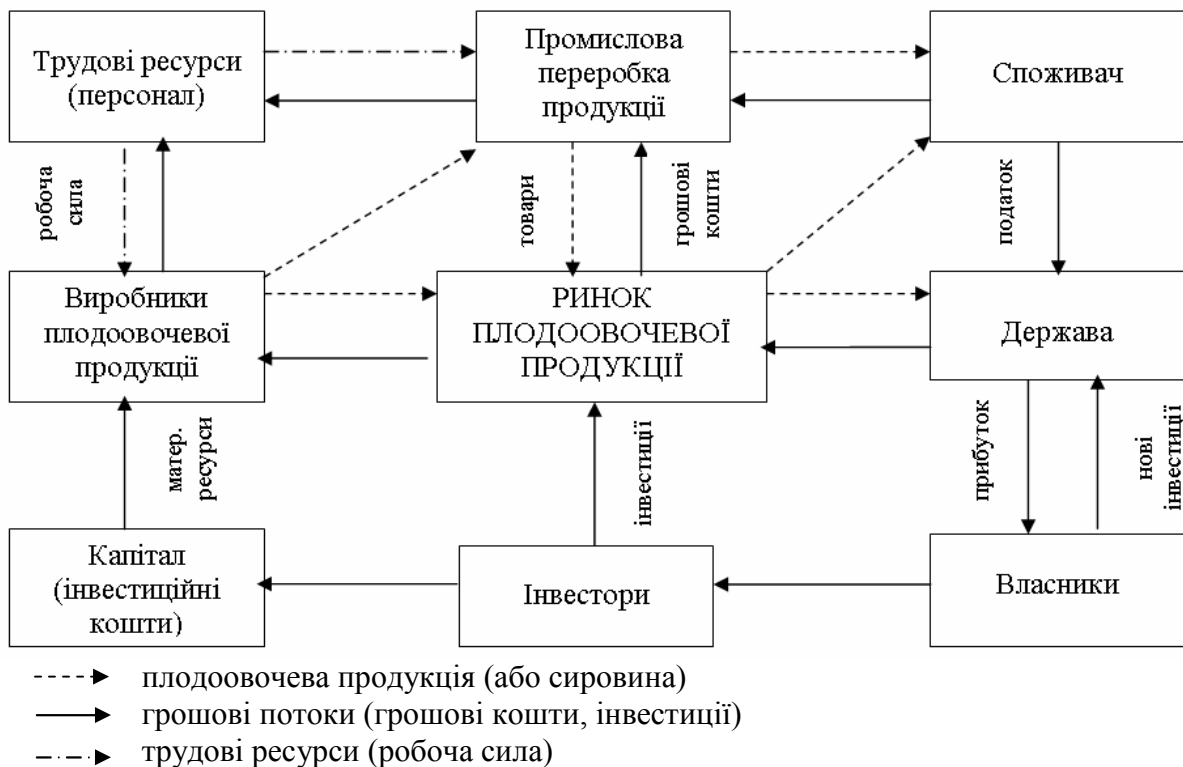 Трудові ресурси
(персонал)
Промислова
переробка
продукції
Споживач
робоча
сила
товари
грошові
кошти
податок
Виробники
плодоовочевої
продукції
РИНОК
ПЛОДООВОЧЕВОЇ
ПРОДУКЦІЇ
Держава
матер.
ресурси
інвестиції
прибуток
нові
інвестиції
Капітал
(інвестиційні
кошти)
Інвестори
Власники
плодоовочева продукція (або сировина)
грошові потоки (грошові кошти, інвестиції)
трудові ресурси (робоча сила)